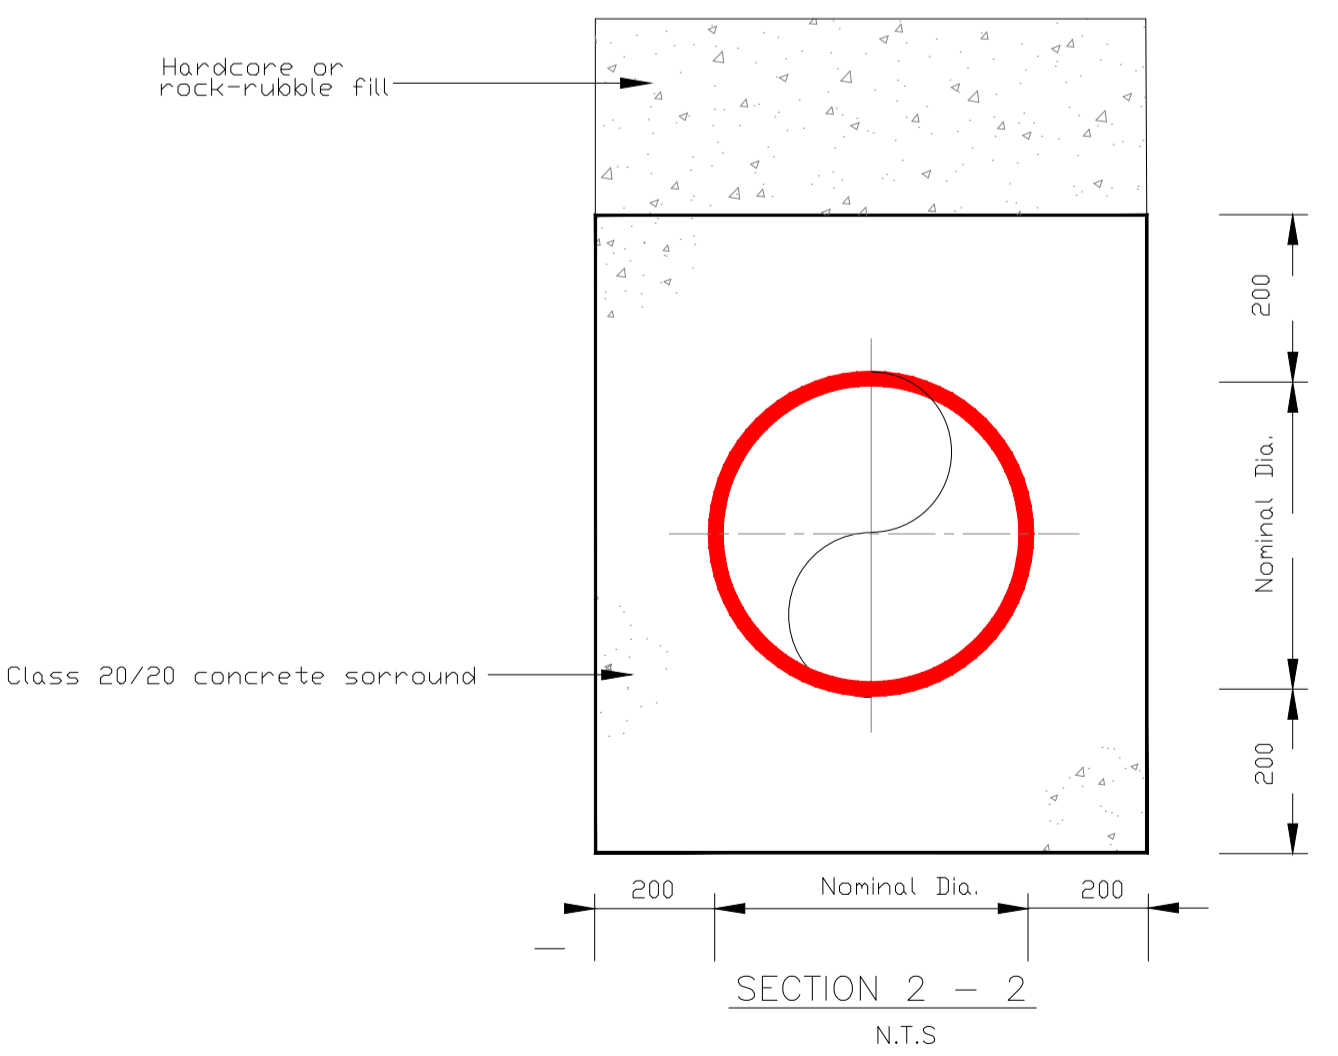 Hardcore or
rock-rubble fill
200
Nominal Dia.
Class 20/20 concrete sorround
200
200
Nominal Dia.
200
SECTION 2 - 2
N.T.S